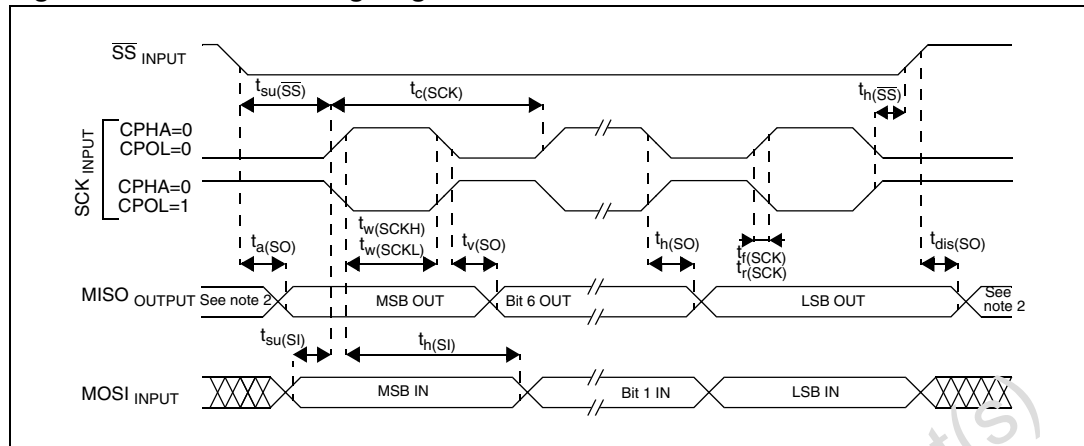 SS INPUT
tsu(SS)
tc(SCK)
th(SS)
SCK INPUT
CPHA=0
CPOL=0
CPHA=0
CPOL=1
ta(SO)
tw(SCKH)
tw(SCKL)
tv(SO)
th(SO)
tf(SCK)
tr(SCK)
tdis(SO)
MISO OUTPUT
See note 2
MSB OUT
Bit 6 OUT
LSB OUT
See
note 2
tsu(SI)
th(SI)
MOSI INPUT
MSB IN
Bit 1 IN
LSB IN
t(s)